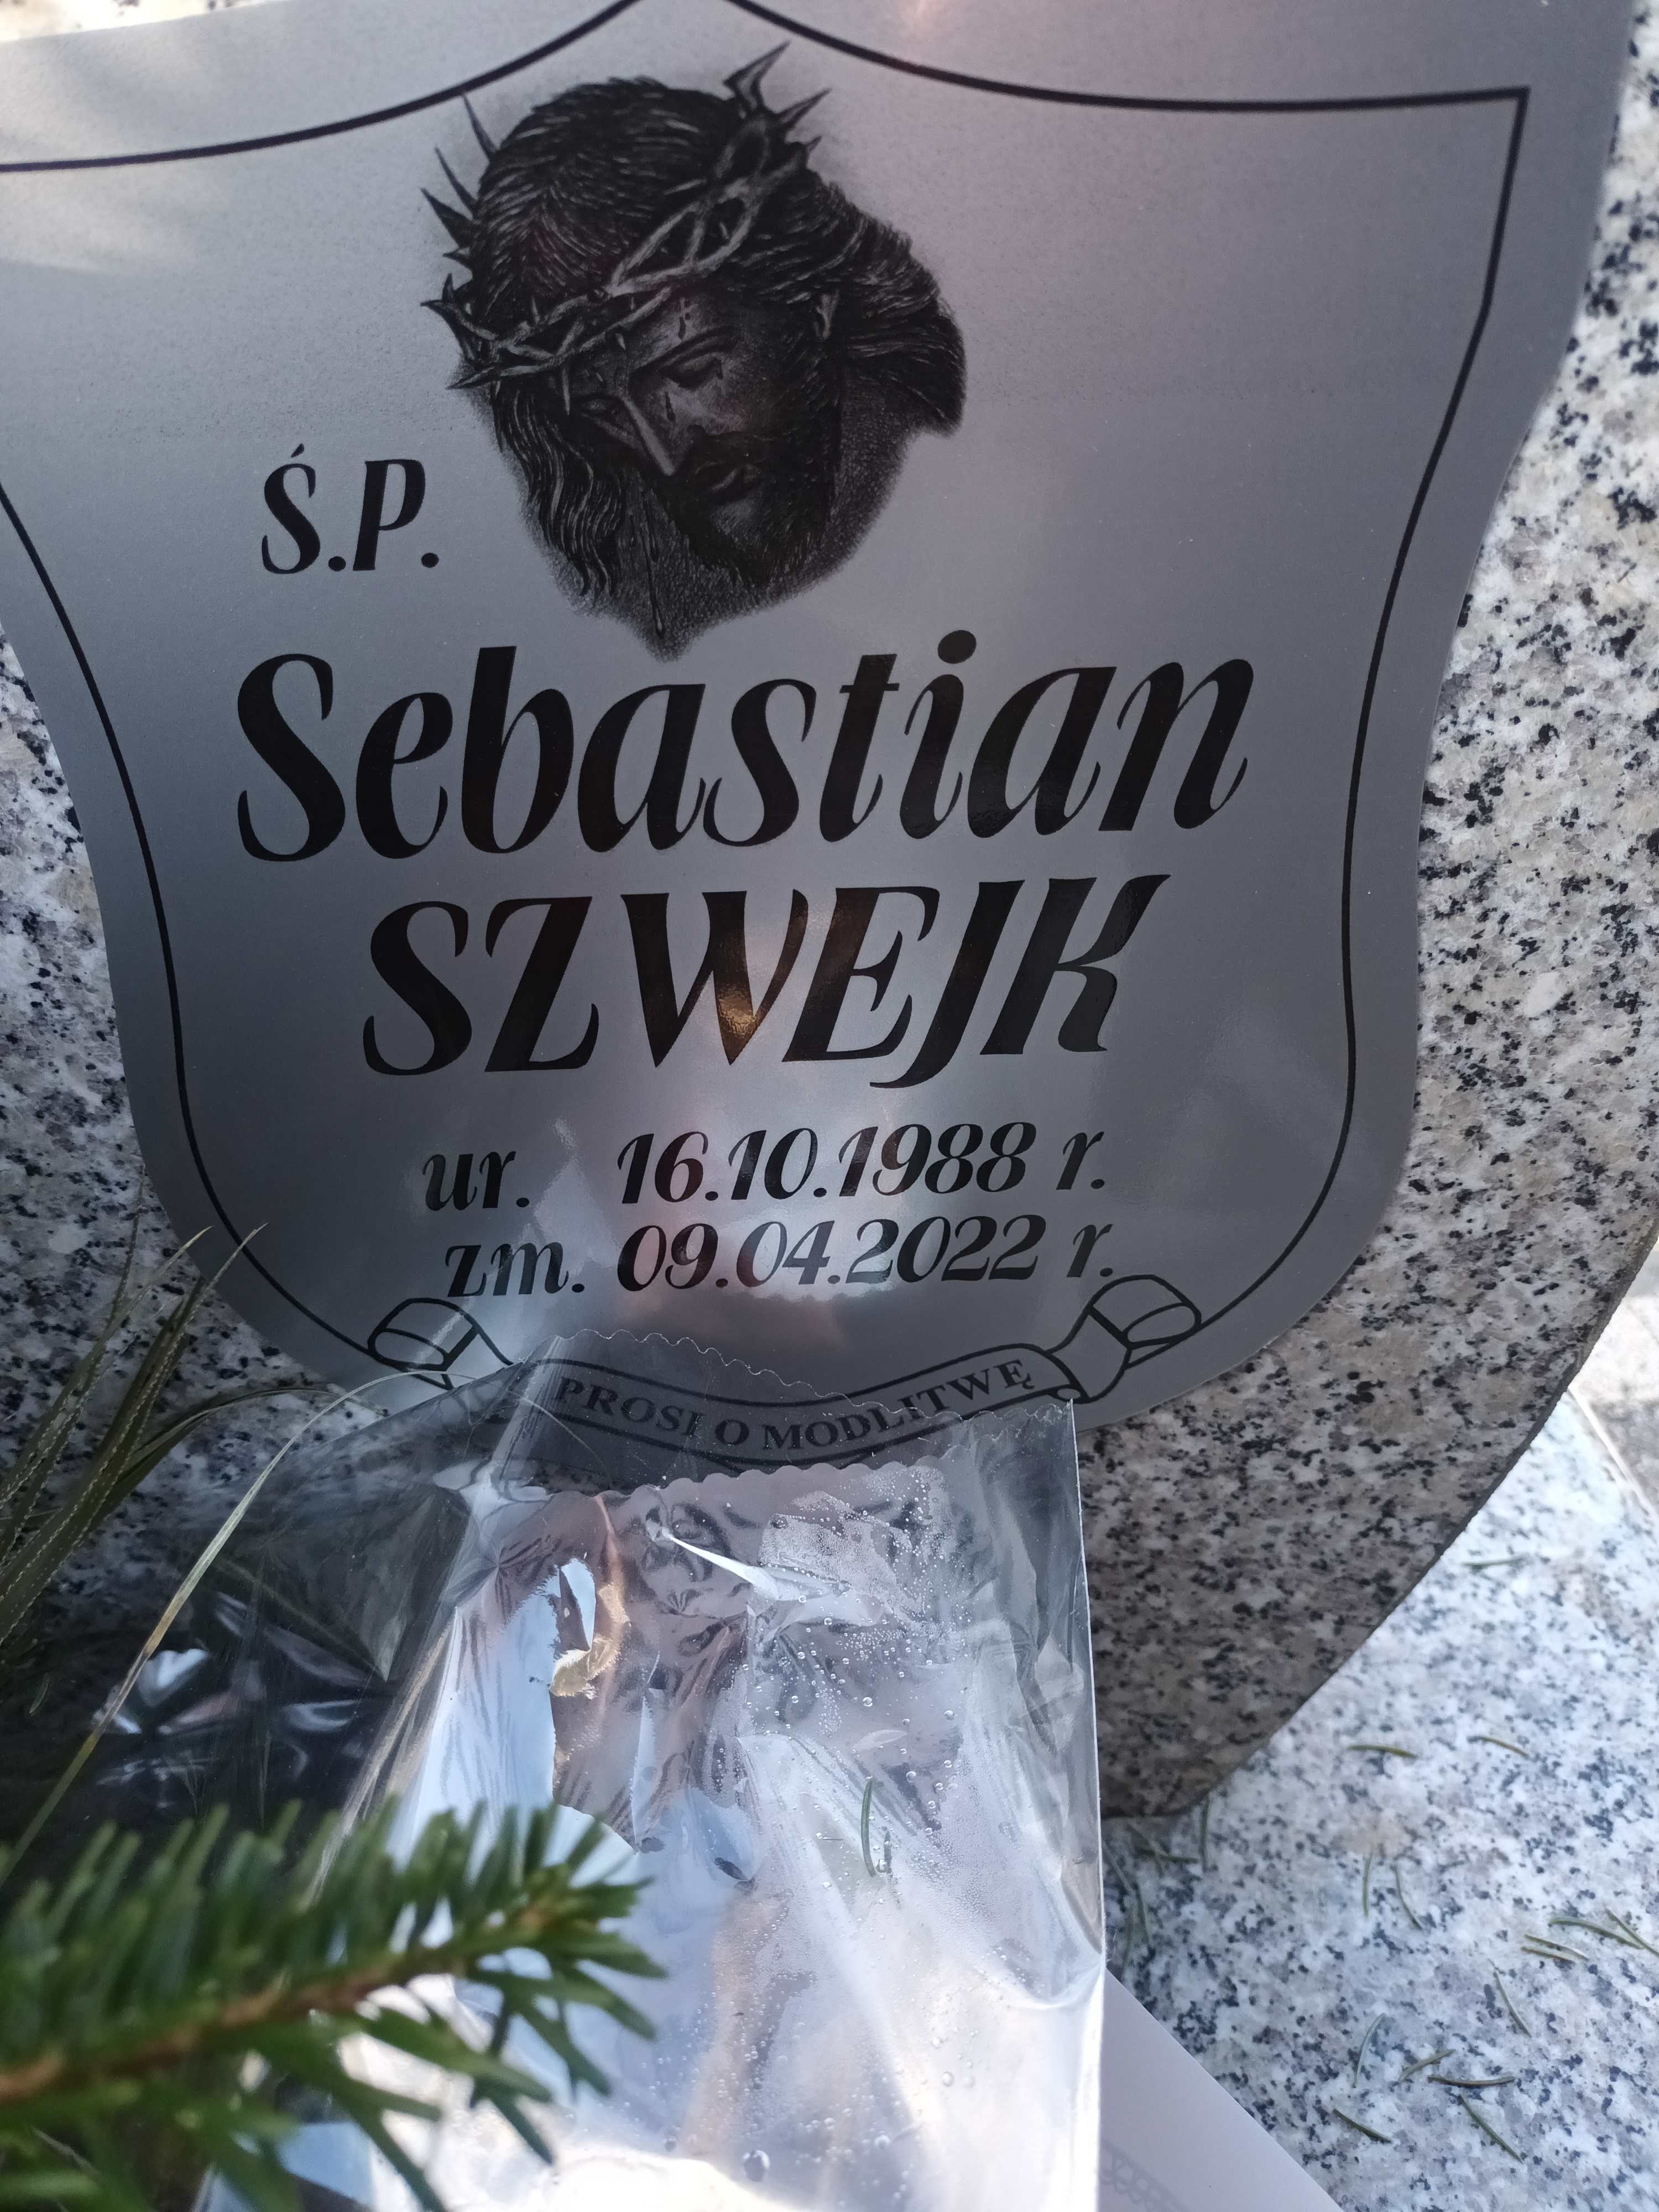 Ś.P.
Sebastian
SZWEJK
ur. 16.10.1988 r.
zm. 09.04.2022 r.
PROSI O MODLITWĘ